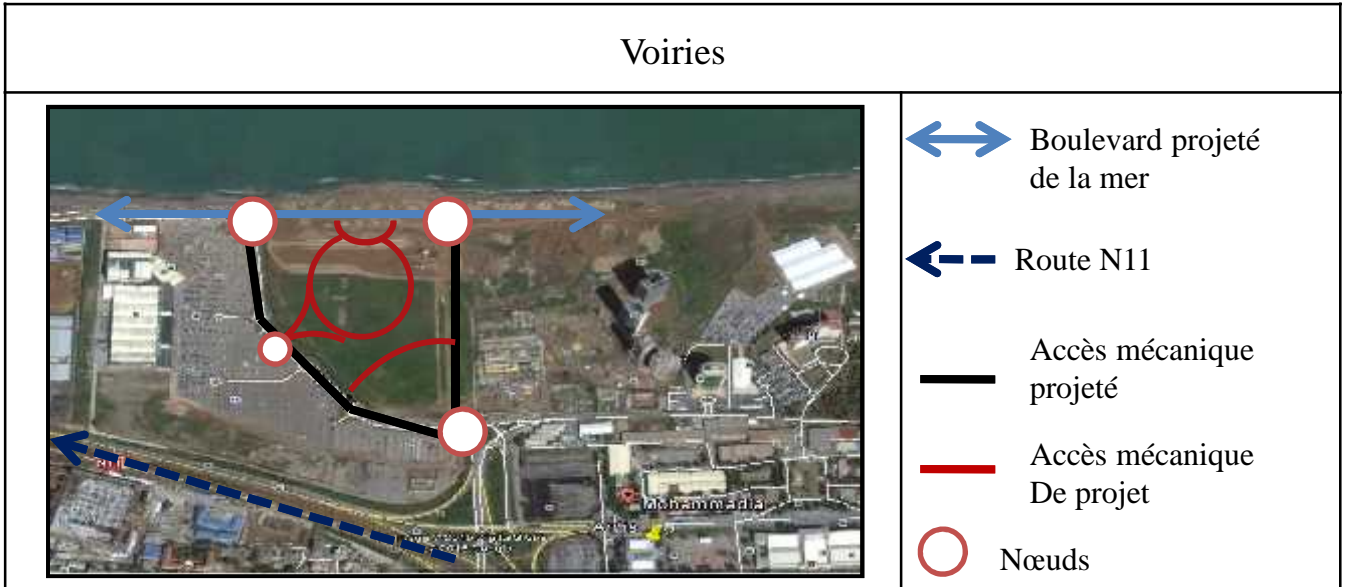 Voiries
Boulevard projeté
de la mer
Route N11
Accès mécanique
projeté
Accès mécanique
De projet
Nœuds
Mohammadia